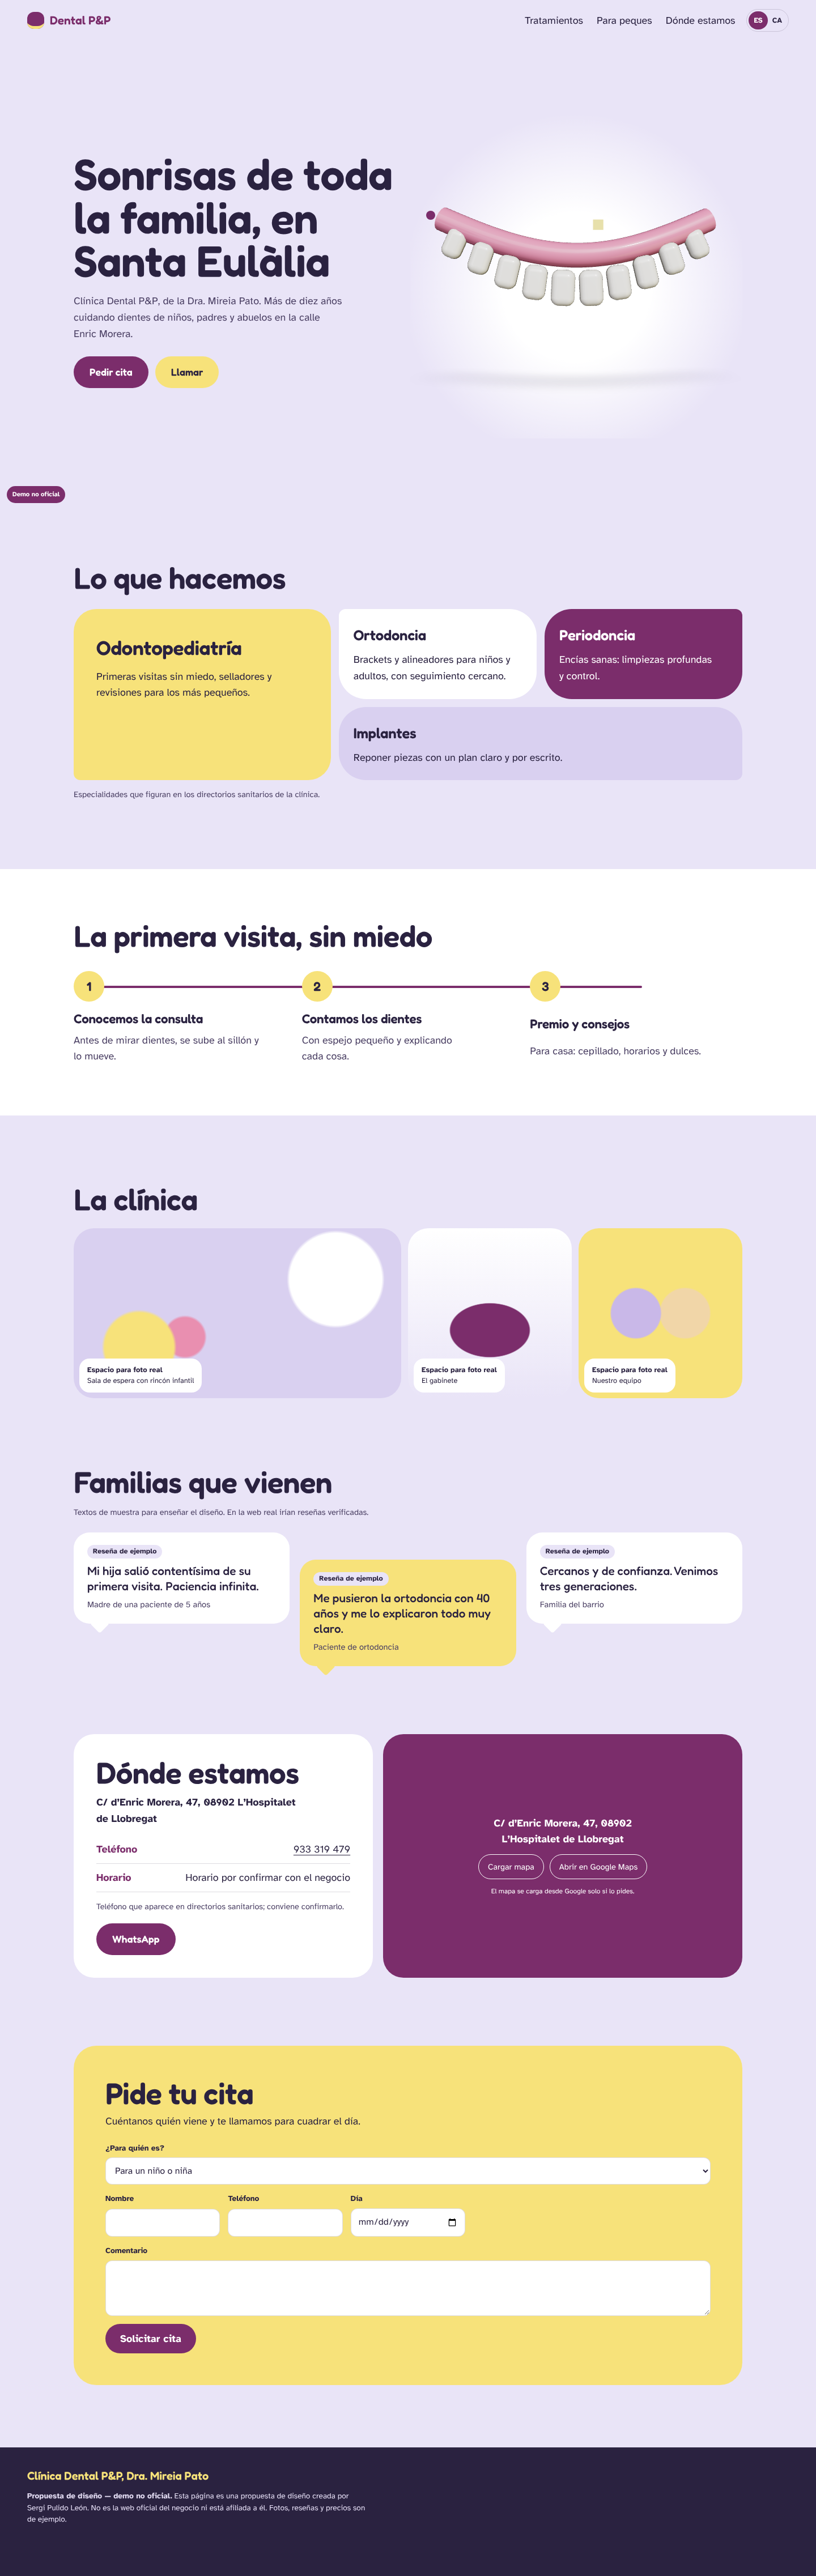 Dental P&P
Tratamientos
Para peques
Dónde estamos
ES
CA
Sonrisas de toda
la familia, en
Santa Eulàlia
Clínica Dental P&P, de la Dra. Mireia Pato. Más de diez años
cuidando dientes de niños, padres y abuelos en la calle
Enric Morera.
Pedir cita
Llamar
Demo no oficial
Lo que hacemos
Odontopediatría
Primeras visitas sin miedo, selladores y
revisiones para los más pequeños.
Ortodoncia
Brackets y alineadores para niños y
adultos, con seguimiento cercano.
Periodoncia
Encías sanas: limpiezas profundas
y control.
Implantes
Reponer piezas con un plan claro y por escrito.
Especialidades que figuran en los directorios sanitarios de la clínica.
La primera visita, sin miedo
1
Conocemos la consulta
Antes de mirar dientes, se sube al sillón y
lo mueve.
2
Contamos los dientes
Con espejo pequeño y explicando
cada cosa.
3
Premio y consejos
Para casa: cepillado, horarios y dulces.
La clínica
Espacio para foto real
Sala de espera con rincón infantil
Espacio para foto real
El gabinete
Espacio para foto real
Nuestro equipo
Familias que vienen
Textos de muestra para enseñar el diseño. En la web real irían reseñas verificadas.
Reseña de ejemplo
Mi hija salió contentísima de su
primera visita. Paciencia infinita.
Madre de una paciente de 5 años
Reseña de ejemplo
Me pusieron la ortodoncia con 40
años y me lo explicaron todo muy
claro.
Paciente de ortodoncia
Reseña de ejemplo
Cercanos y de confianza. Venimos
tres generaciones.
Familia del barrio
Dónde estamos
C/ d'Enric Morera, 47, 08902 L'Hospitalet
de Llobregat
Teléfono
933 319 479
Horario
Horario por confirmar con el negocio
Teléfono que aparece en directorios sanitarios; conviene confirmarlo.
WhatsApp
C/ d'Enric Morera, 47, 08902
L'Hospitalet de Llobregat
Cargar mapa
Abrir en Google Maps
El mapa se carga desde Google solo si lo pides.
Pide tu cita
Cuéntanos quién viene y te llamamos para cuadrar el día.
¿Para quién es?
Para un niño o niña
Nombre
Teléfono
Día
mm/dd/yyyy
Comentario
Solicitar cita
Clínica Dental P&P, Dra. Mireia Pato
Propuesta de diseño — demo no oficial. Esta página es una propuesta de diseño creada por
Sergi Pulido León. No es la web oficial del negocio ni está afiliada a él. Fotos, reseñas y precios son
de ejemplo.